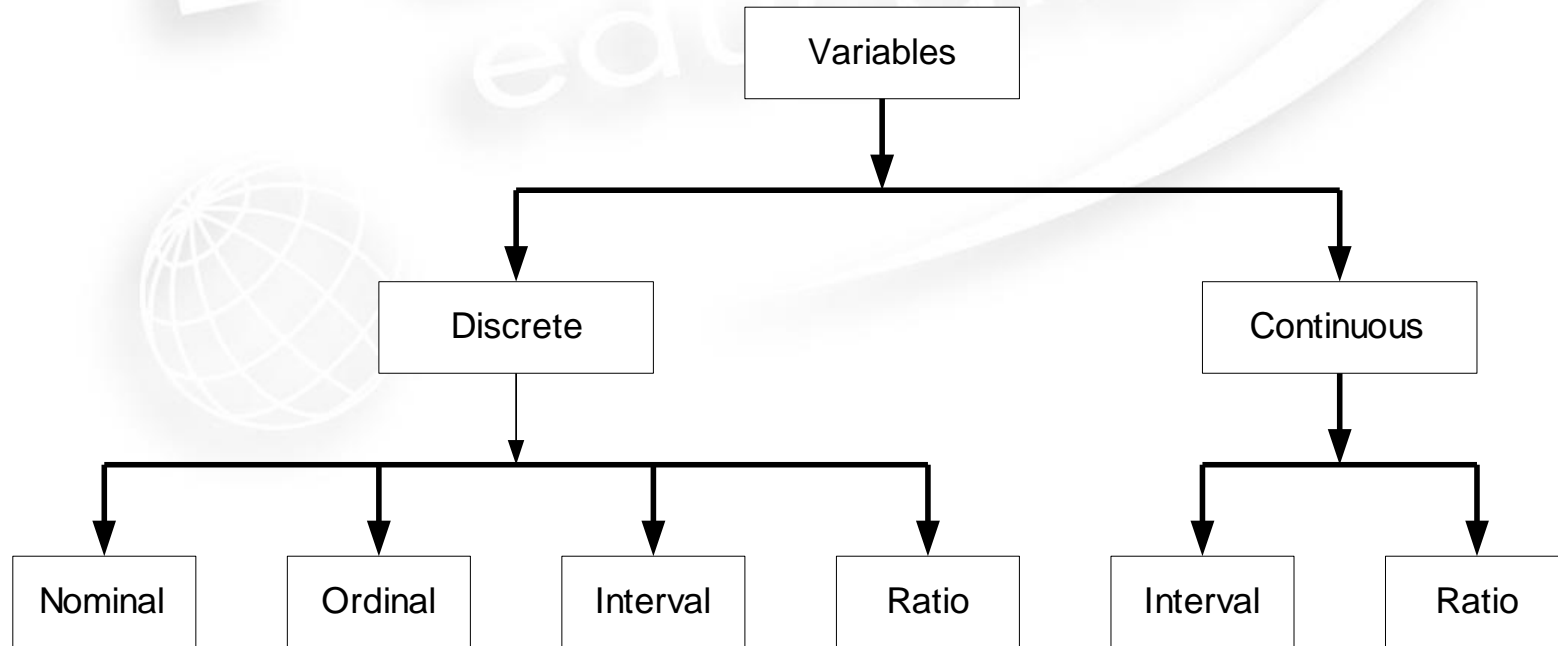 Variables
Discrete
Continuous
Nominal
Ordinal
Interval
Ratio
Interval
Ratio